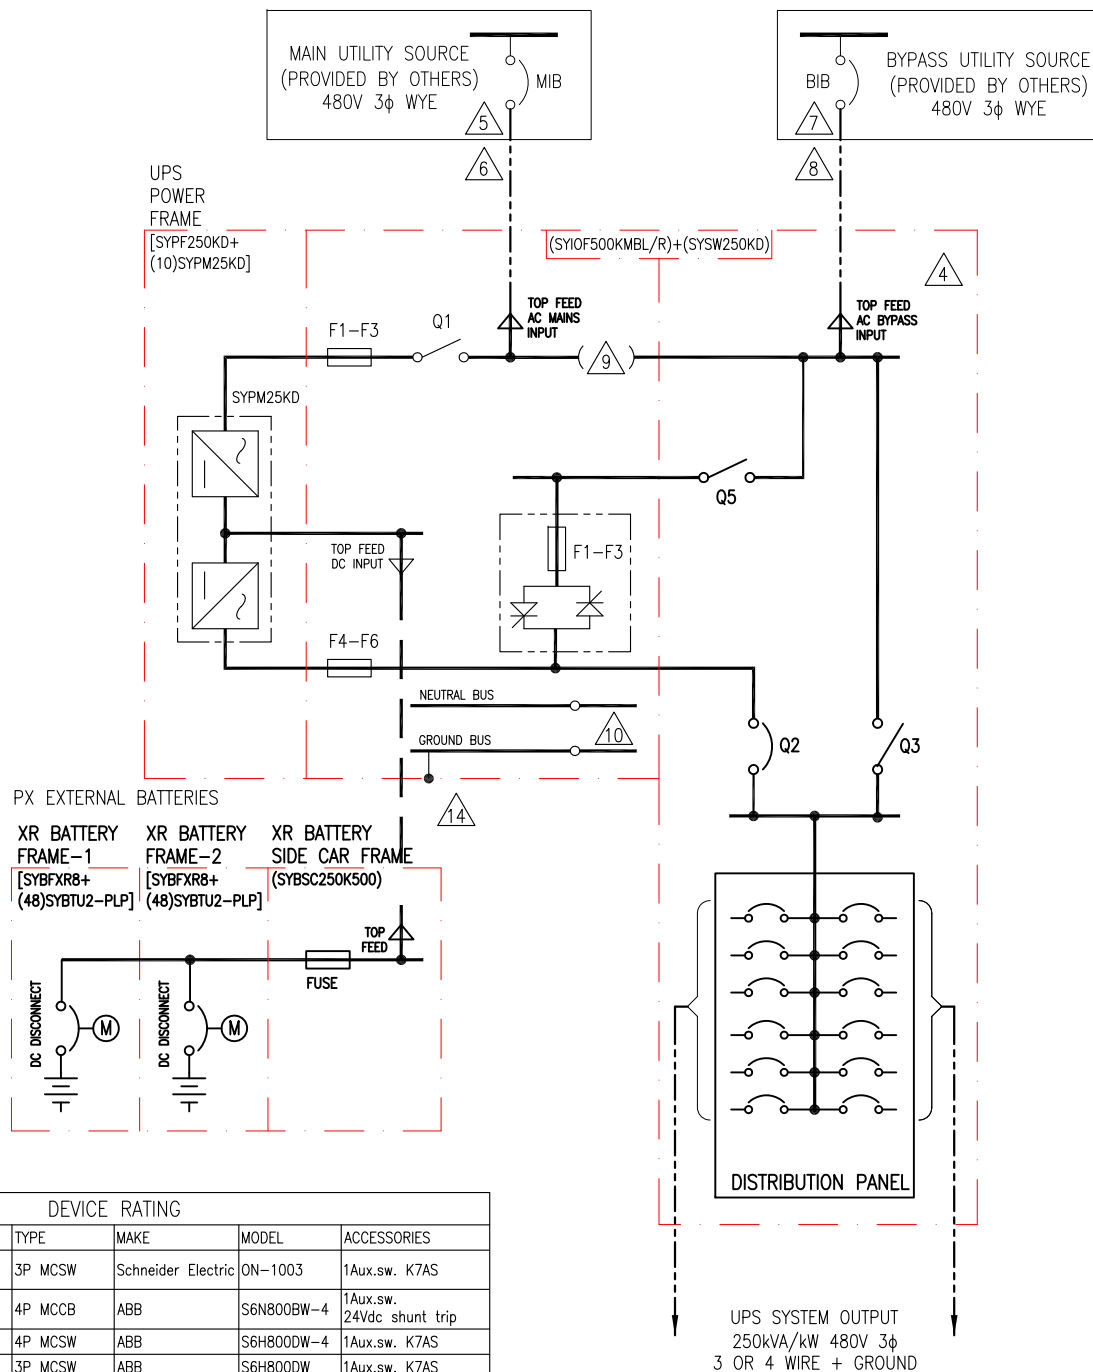 MAIN UTILITY SOURCE
(PROVIDED BY OTHERS)
480V 3ϕ WYE
MIB
5
6
BYPASS UTILITY SOURCE
(PROVIDED BY OTHERS)
480V 3ϕ WYE
BIB
7
8
UPS
POWER
FRAME
[SYPF250KD+
(10)SYPM25KD]
(SYIOF500KMBL/R)+(SYSW250KD)
4
TOP FEED
AC MAINS
INPUT
TOP FEED
AC BYPASS
INPUT
F1-F3
Q1
9
SYPM25KD
Q5
TOP FEED
DC INPUT
F1-F3
F4-F6
NEUTRAL BUS
10
GROUND BUS
Q2
Q3
14
PX EXTERNAL BATTERIES
XR BATTERY
FRAME-1
[SYBFXR8+
(48)SYBTU2-PLP]
XR BATTERY
FRAME-2
[SYBFXR8+
(48)SYBTU2-PLP]
XR BATTERY
SIDE CAR FRAME
(SYBSC250K500)
TOP
FEED
FUSE
DC DISCONNECT
M
DC DISCONNECT
M
DISTRIBUTION PANEL
DEVICE RATING
TYPE MAKE MODEL ACCESSORIES
3P MCSW Schneider Electric ON-1003 1Aux.sw. K7AS
4P MCCB ABB S6N800BW-4 1Aux.sw.
24Vdc shunt trip
4P MCSW ABB S6H800DW-4 1Aux.sw. K7AS
3P MCSW ABB S6H800DW 1Aux.sw. K7AS
UPS SYSTEM OUTPUT
250kVA/kW 480V 3ϕ
3 OR 4 WIRE + GROUND